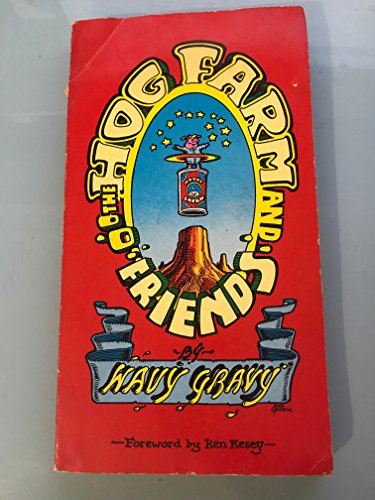 THE HOG FARM AND
FRIENDS
-BY-
WAVY GRAVY
—Foreword by Ken Kesey—